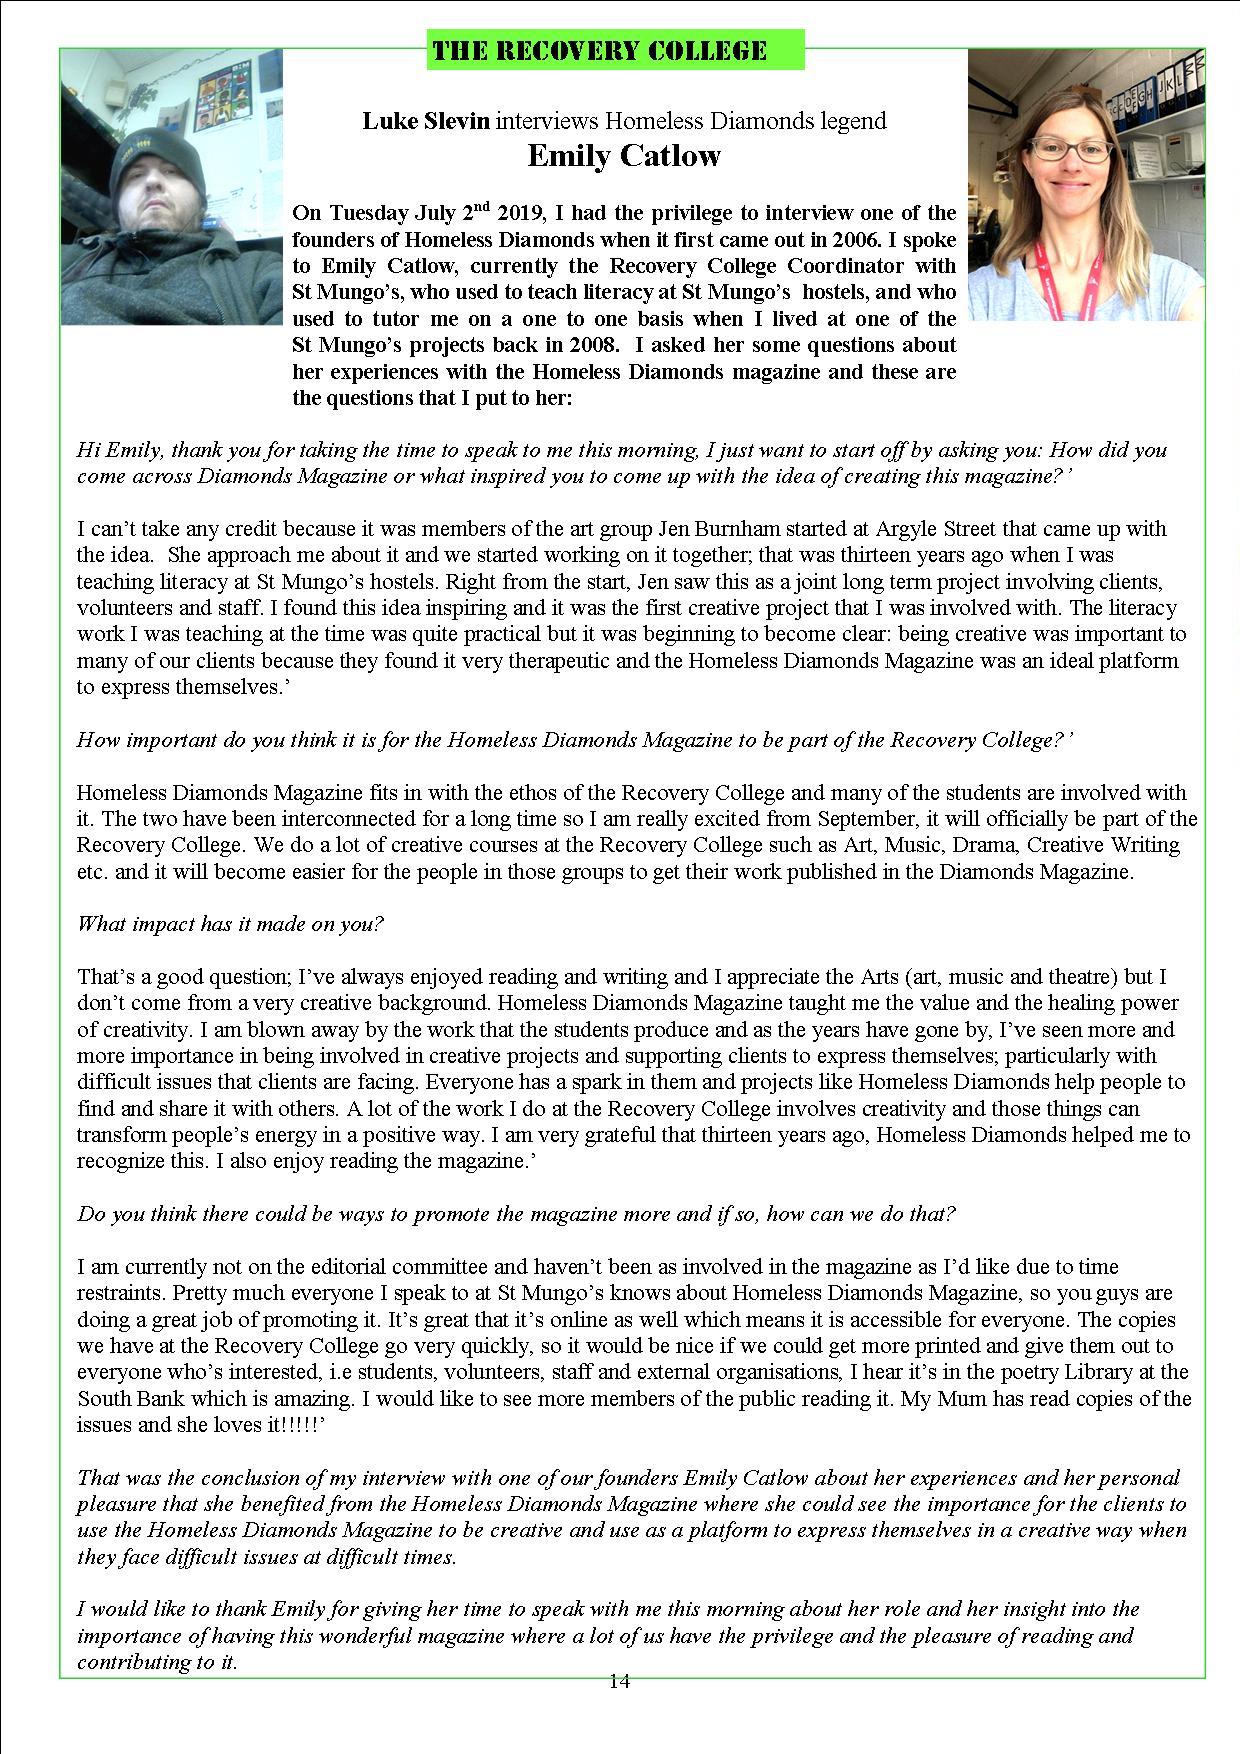 THE RECOVERY COLLEGE
Luke Slevin interviews Homeless Diamonds legend
Emily Catlow
On Tuesday July 2nd 2019, I had the privilege to interview one of the
founders of Homeless Diamonds when it first came out in 2006. I spoke
to Emily Catlow, currently the Recovery College Coordinator with
St Mungo’s, who used to teach literacy at St Mungo’s hostels, and who
used to tutor me on a one to one basis when I lived at one of the
St Mungo’s projects back in 2008. I asked her some questions about
her experiences with the Homeless Diamonds magazine and these are
the questions that I put to her:
Hi Emily, thank you for taking the time to speak to me this morning, I just want to start off by asking you: How did you
come across Diamonds Magazine or what inspired you to come up with the idea of creating this magazine?’
I can’t take any credit because it was members of the art group Jen Burnham started at Argyle Street that came up with
the idea. She approach me about it and we started working on it together; that was thirteen years ago when I was
teaching literacy at St Mungo’s hostels. Right from the start, Jen saw this as a joint long term project involving clients,
volunteers and staff. I found this idea inspiring and it was the first creative project that I was involved with. The literacy
work I was teaching at the time was quite practical but it was beginning to become clear: being creative was important to
many of our clients because they found it very therapeutic and the Homeless Diamonds Magazine was an ideal platform
to express themselves.’
How important do you think it is for the Homeless Diamonds Magazine to be part of the Recovery College?’
Homeless Diamonds Magazine fits in with the ethos of the Recovery College and many of the students are involved with
it. The two have been interconnected for a long time so I am really excited from September, it will officially be part of the
Recovery College. We do a lot of creative courses at the Recovery College such as Art, Music, Drama, Creative Writing
etc. and it will become easier for the people in those groups to get their work published in the Diamonds Magazine.
What impact has it made on you?
That’s a good question; I’ve always enjoyed reading and writing and I appreciate the Arts (art, music and theatre) but I
don’t come from a very creative background. Homeless Diamonds Magazine taught me the value and the healing power
of creativity. I am blown away by the work that the students produce and as the years have gone by, I’ve seen more and
more importance in being involved in creative projects and supporting clients to express themselves; particularly with
difficult issues that clients are facing. Everyone has a spark in them and projects like Homeless Diamonds help people to
find and share it with others. A lot of the work I do at the Recovery College involves creativity and those things can
transform people’s energy in a positive way. I am very grateful that thirteen years ago, Homeless Diamonds helped me to
recognize this. I also enjoy reading the magazine.’
Do you think there could be ways to promote the magazine more and if so, how can we do that?
I am currently not on the editorial committee and haven’t been as involved in the magazine as I’d like due to time
restraints. Pretty much everyone I speak to at St Mungo’s knows about Homeless Diamonds Magazine, so you guys are
doing a great job of promoting it. It’s great that it’s online as well which means it is accessible for everyone. The copies
we have at the Recovery College go very quickly, so it would be nice if we could get more printed and give them out to
everyone who’s interested, i.e students, volunteers, staff and external organisations, I hear it’s in the poetry Library at the
South Bank which is amazing. I would like to see more members of the public reading it. My Mum has read copies of the
issues and she loves it!!!!!’
That was the conclusion of my interview with one of our founders Emily Catlow about her experiences and her personal
pleasure that she benefited from the Homeless Diamonds Magazine where she could see the importance for the clients to
use the Homeless Diamonds Magazine to be creative and use as a platform to express themselves in a creative way when
they face difficult issues at difficult times.
I would like to thank Emily for giving her time to speak with me this morning about her role and her insight into the
importance of having this wonderful magazine where a lot of us have the privilege and the pleasure of reading and
contributing to it.
14